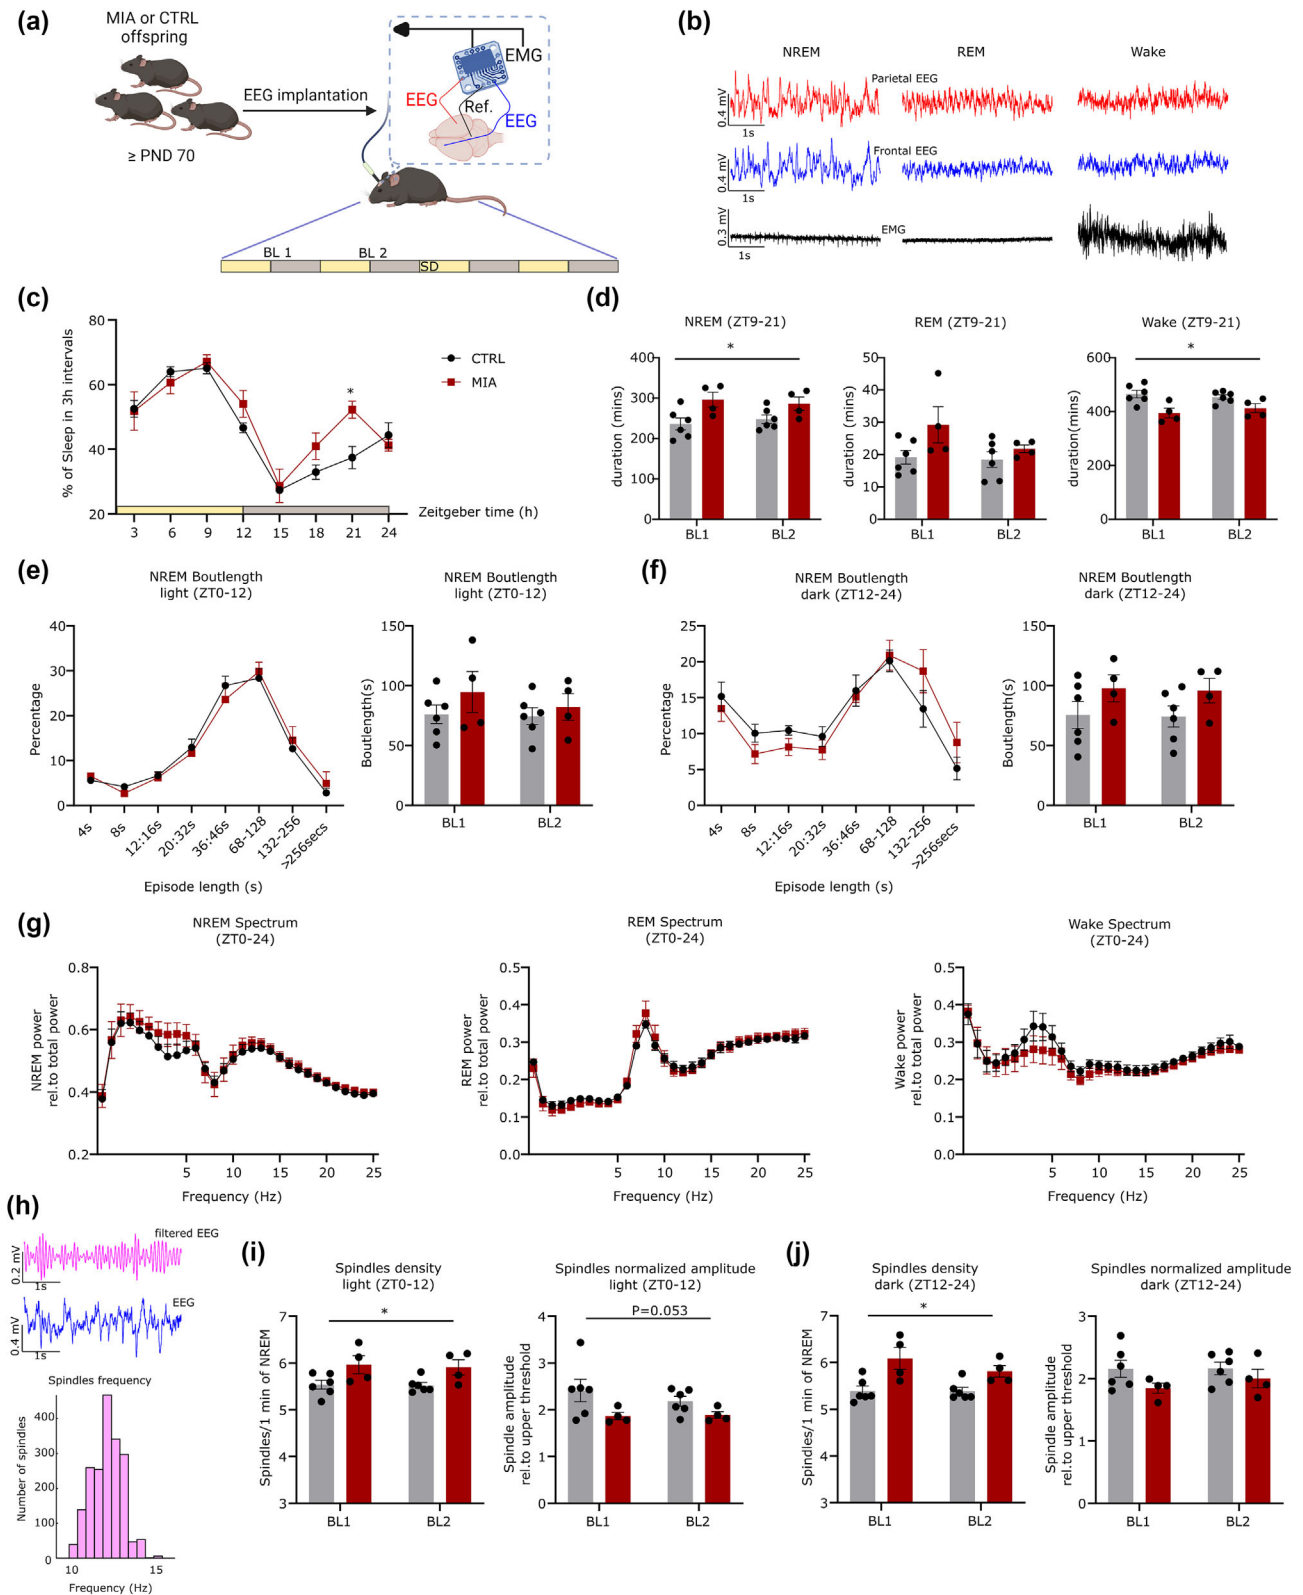 (a)
MIA or CTRL
offspring
EEG implantation
≥ PND 70
EMG
EEG
Ref.
EEG
BL 1
BL 2
SD
(b)
NREM
REM
Wake
Parietal EEG
0.4 mV
1s
Frontal EEG
0.4 mV
1s
EMG
0.3 mV
1s
(c)
% of Sleep in 3h intervals
80
60
40
20
*
CTRL
MIA
Zeitgeber time (h)
3 6 9 12 15 18 21 24
(d)
NREM (ZT9-21)
duration (mins)
400
300
200
100
0
*
BL1 BL2
REM (ZT9-21)
duration (mins)
50
40
30
20
10
0
BL1 BL2
Wake (ZT9-21)
duration(mins)
600
400
200
0
*
BL1 BL2
(e)
NREM Boutlength
light (ZT0-12)
Percentage
40
30
20
10
0
4s 8s 12:16s 20:32s 36:46s 68-128 132-256 >256secs
Episode length (s)
NREM Boutlength
light (ZT0-12)
Boutlength(s)
150
100
50
0
BL1 BL2
(f)
NREM Boutlength
dark (ZT12-24)
Percentage
25
20
15
10
5
0
4s 8s 12:16s 20:32s 36:46s 68-128 132-256 >256secs
Episode length (s)
NREM Boutlength
dark (ZT12-24)
Boutlength(s)
150
100
50
0
BL1 BL2
(g)
NREM Spectrum
(ZT0-24)
NREM power
rel.to total power
0.8
0.6
0.4
0.2
5 10 15 20 25
Frequency (Hz)
REM Spectrum
(ZT0-24)
REM power
rel.to total power
0.5
0.4
0.3
0.2
0.1
0.0
5 10 15 20 25
Frequency (Hz)
Wake Spectrum
(ZT0-24)
Wake power
rel.to total power
0.5
0.4
0.3
0.2
0.1
0.0
5 10 15 20 25
Frequency (Hz)
(h)
filtered EEG
0.2 mV
1s
EEG
0.4 mV
1s
Spindles frequency
Number of spindles
400
300
200
100
0
10 15
Frequency (Hz)
(i)
Spindles density
light (ZT0-12)
Spindles/1 min of NREM
7
6
5
4
3
*
BL1 BL2
Spindles normalized amplitude
light (ZT0-12)
Spindle amplitude
rel.to upper threshold
4
3
2
1
0
P=0.053
BL1 BL2
(j)
Spindles density
dark (ZT12-24)
Spindles/1 min of NREM
7
6
5
4
3
*
BL1 BL2
Spindles normalized amplitude
dark (ZT12-24)
Spindle amplitude
rel.to upper threshold
3
2
1
0
BL1 BL2